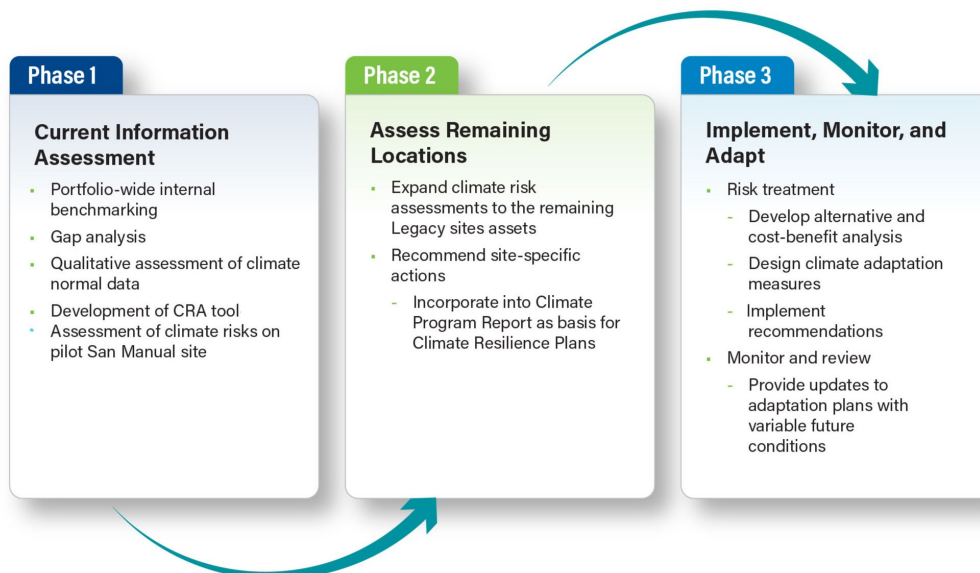 Phase 1
Current Information
Assessment
▪ Portfolio-wide internal
benchmarking
▪ Gap analysis
▪ Qualitative assessment of climate
normal data
▪ Development of CRA tool
▪ Assessment of climate risks on
pilot San Manual site
Phase 2
Assess Remaining
Locations
▪ Expand climate risk
assessments to the remaining
Legacy sites assets
▪ Recommend site-specific
actions
- Incorporate into Climate
Program Report as basis for
Climate Resilience Plans
Phase 3
Implement, Monitor, and
Adapt
▪ Risk treatment
- Develop alternative and
cost-benefit analysis
- Design climate adaptation
measures
- Implement
recommendations
▪ Monitor and review
- Provide updates to
adaptation plans with
variable future
conditions